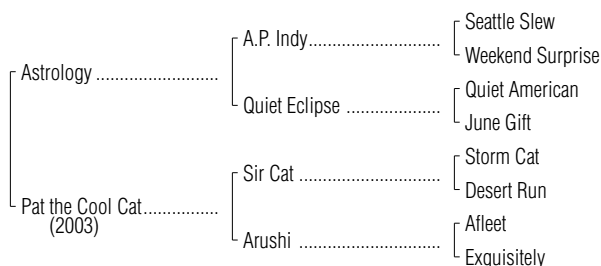 Seattle Slew
A.P. Indy..............................
Weekend Surprise
Astrology ............................
Quiet American
Quiet Eclipse .....................
June Gift
Storm Cat
Sir Cat ................................
Desert Run
Pat the Cool Cat.................
(2003)
Afleet
Arushi ................................
Exquisitely